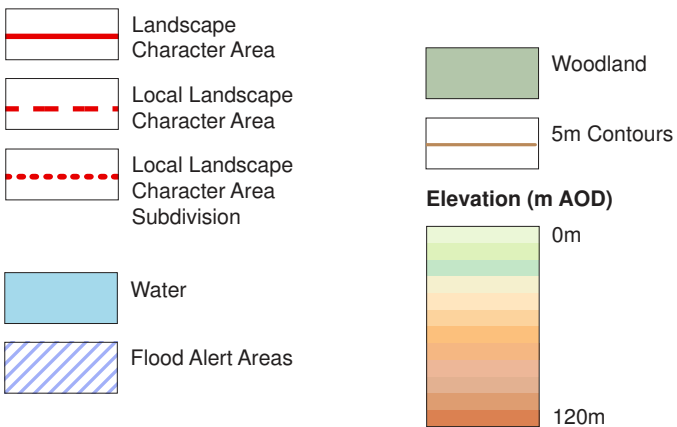 Landscape
Character Area
Local Landscape
Character Area
Local Landscape
Character Area
Subdivision
Water
Flood Alert Areas
Woodland
5m Contours
Elevation (m AOD)
0m
120m